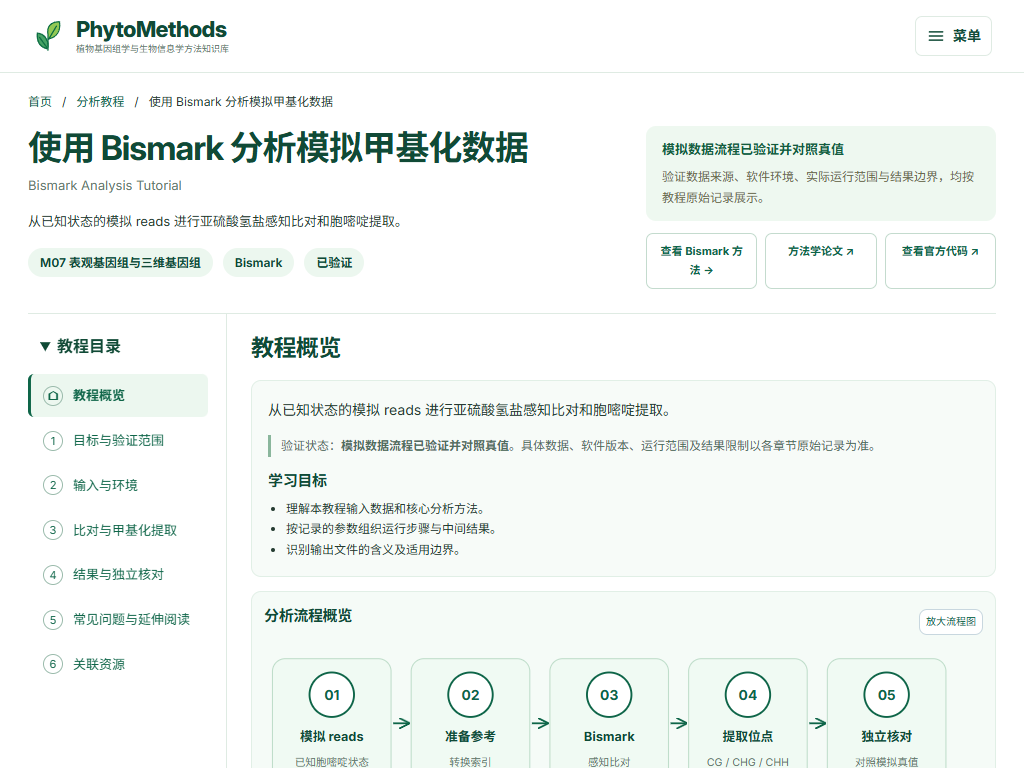 PhytoMethods
植物基因组学与生物信息学方法知识库
菜单
首页 / 分析教程 / 使用 Bismark 分析模拟甲基化数据
使用 Bismark 分析模拟甲基化数据
Bismark Analysis Tutorial
从已知状态的模拟 reads 进行亚硫酸氢盐感知比对和胞嘧啶提取。
M07 表观基因组与三维基因组
Bismark
已验证
模拟数据流程已验证并对照真值
验证数据来源、软件环境、实际运行范围与结果边界，均按
教程原始记录展示。
查看 Bismark 方
法 →
方法学论文 ↗
查看官方代码 ↗
▼ 教程目录
教程概览
1 目标与验证范围
2 输入与环境
3 比对与甲基化提取
4 结果与独立核对
5 常见问题与延伸阅读
6 关联资源
教程概览
从已知状态的模拟 reads 进行亚硫酸氢盐感知比对和胞嘧啶提取。
验证状态：模拟数据流程已验证并对照真值。具体数据、软件版本、运行范围及结果限制以各章节原始记录为准。
学习目标
• 理解本教程输入数据和核心分析方法。
• 按记录的参数组织运行步骤与中间结果。
• 识别输出文件的含义及适用边界。
分析流程概览
放大流程图
01
模拟 reads
已知胞嘧啶状态
02
准备参考
转换索引
03
Bismark
感知比对
04
提取位点
CG / CHG / CHH
05
独立核对
对照模拟真值